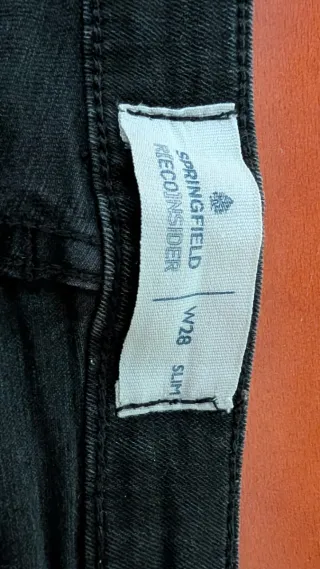 SPRINGFIELD
RECONSIDER
W28
SLIM